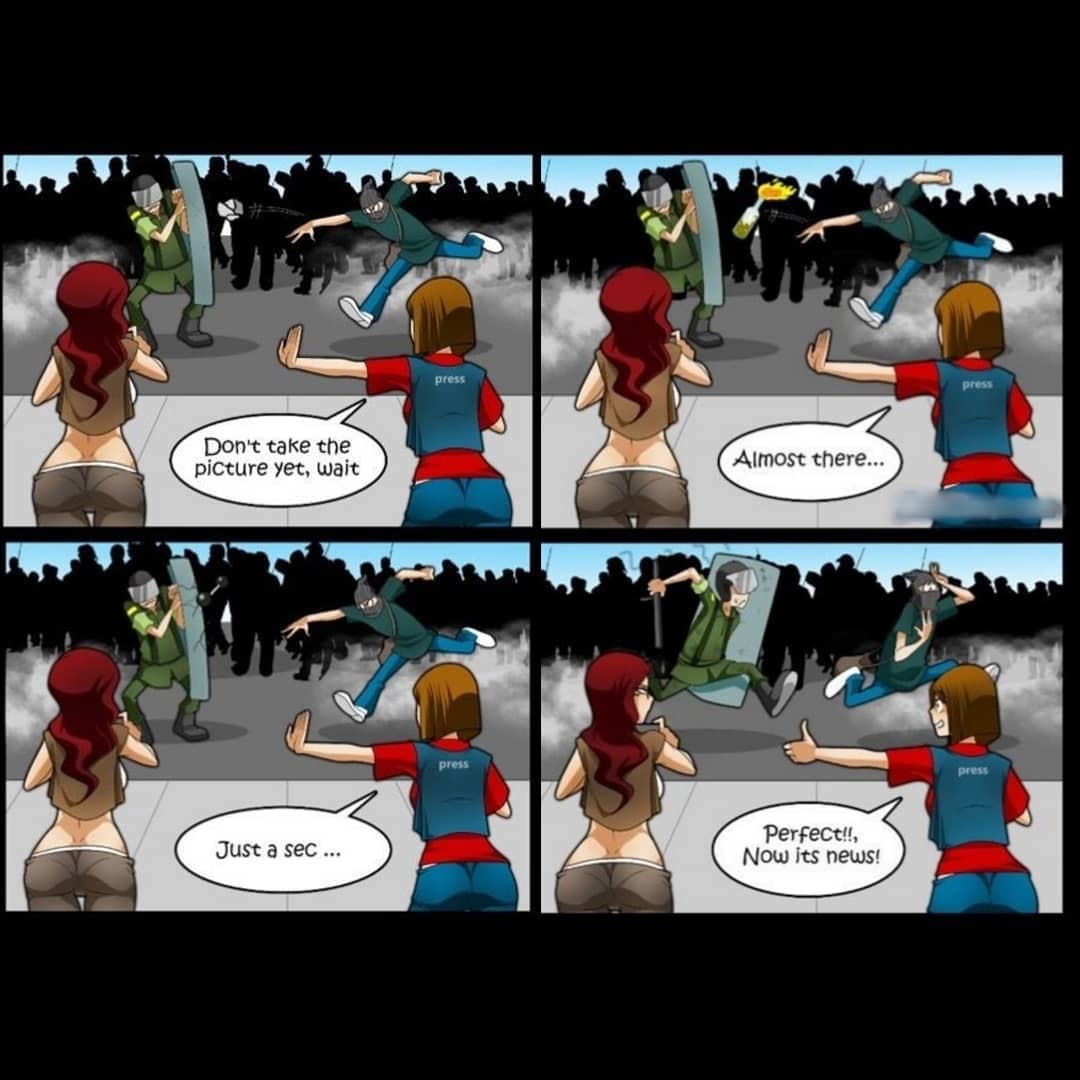 press
Don't take the
picture yet, wait
press
Almost there...
press
Just a sec ...
press
Perfect!!,
Now its news!